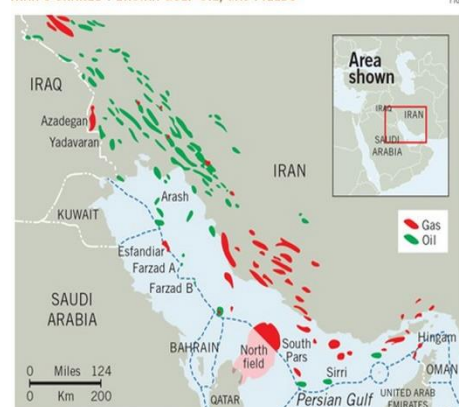 IRAQ
Azadegan
Yadavaran
KUWAIT
Arash
IRAN
Esfandiar
Farzad A
Farzad B
SAUDI
ARABIA
BAHRAIN
North
field
South
Pars
QATAR
Sirri
Persian Gulf
Hingam
OMAN
UNITED ARAB
EMIRATES
Area
shown
IRAQ
IRAN
SAUDI
ARABIA
Gas
Oil
0 Miles 124
0 Km 200